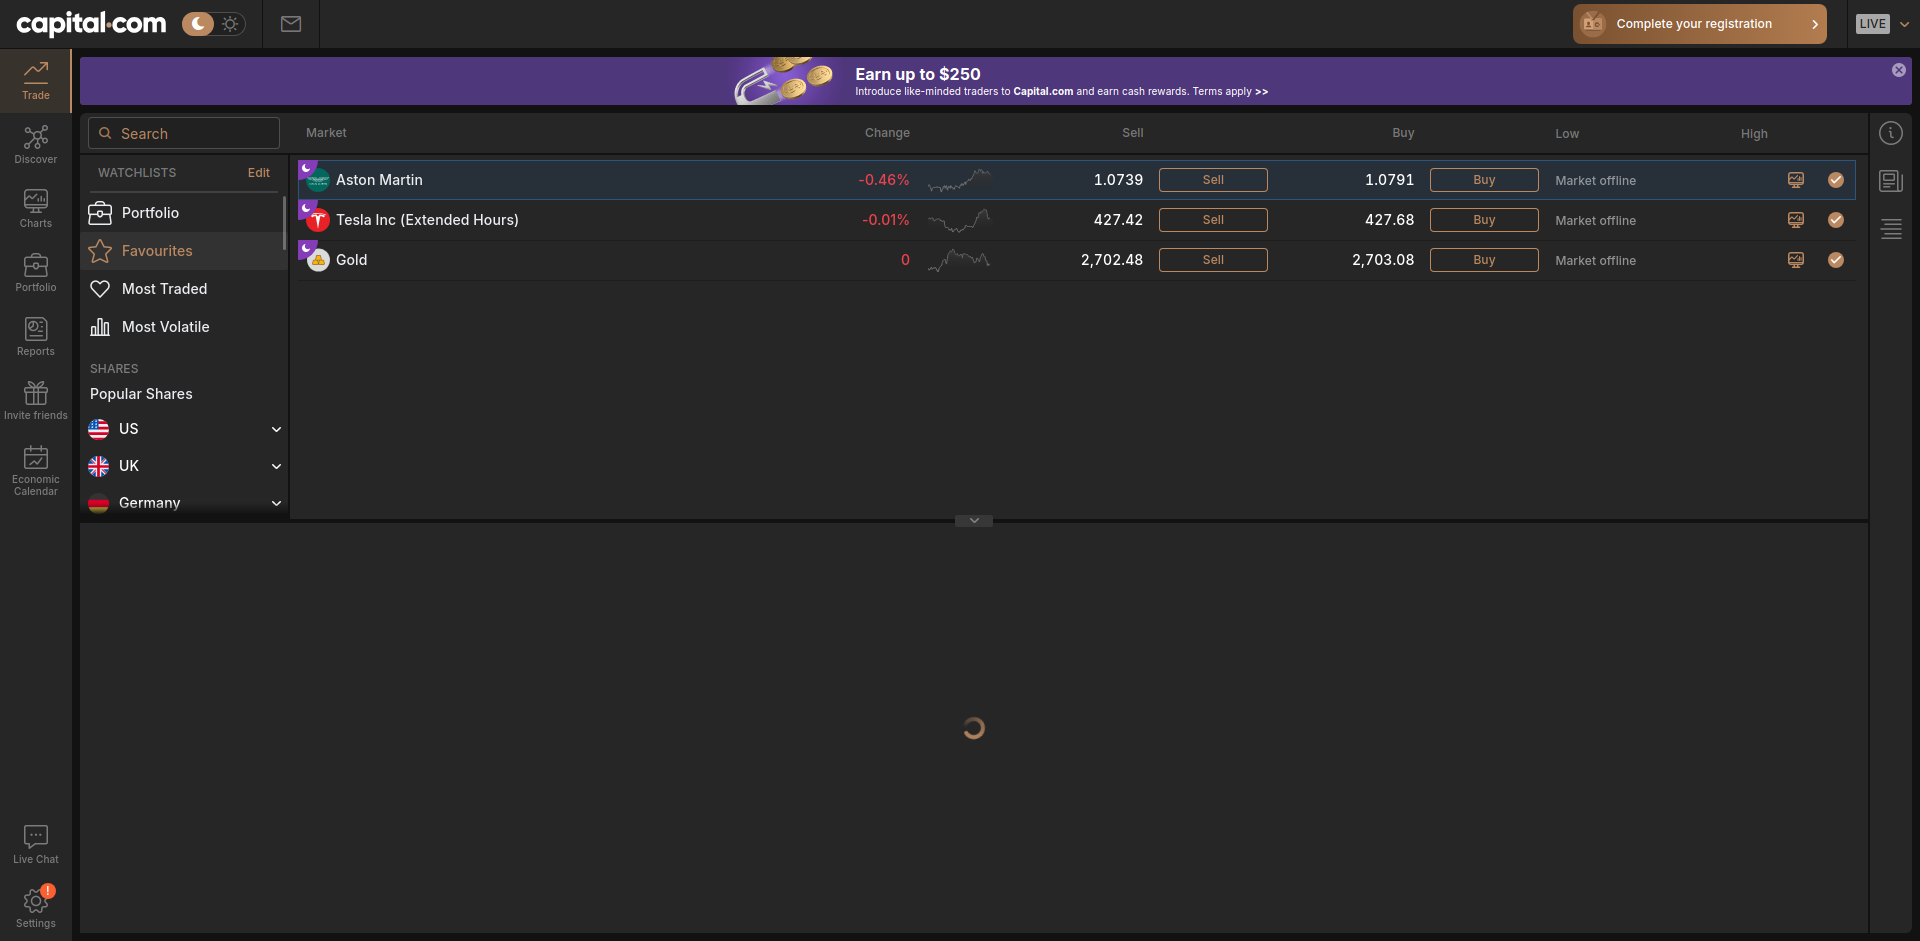 capital.com
Complete your registration
LIVE
Earn up to $250
Introduce like-minded traders to Capital.com and earn cash rewards. Terms apply >>
Trade
Discover
Charts
Portfolio
Reports
Invite friends
Economic
Calendar
Live Chat
!
Settings
Search
WATCHLISTS Edit
Portfolio
Favourites
Most Traded
Most Volatile
SHARES
Popular Shares
US
UK
Germany
Market Change Sell Buy Low High
Aston Martin -0.46% 1.0739 Sell 1.0791 Buy Market offline
Tesla Inc (Extended Hours) -0.01% 427.42 Sell 427.68 Buy Market offline
Gold 0 2,702.48 Sell 2,703.08 Buy Market offline